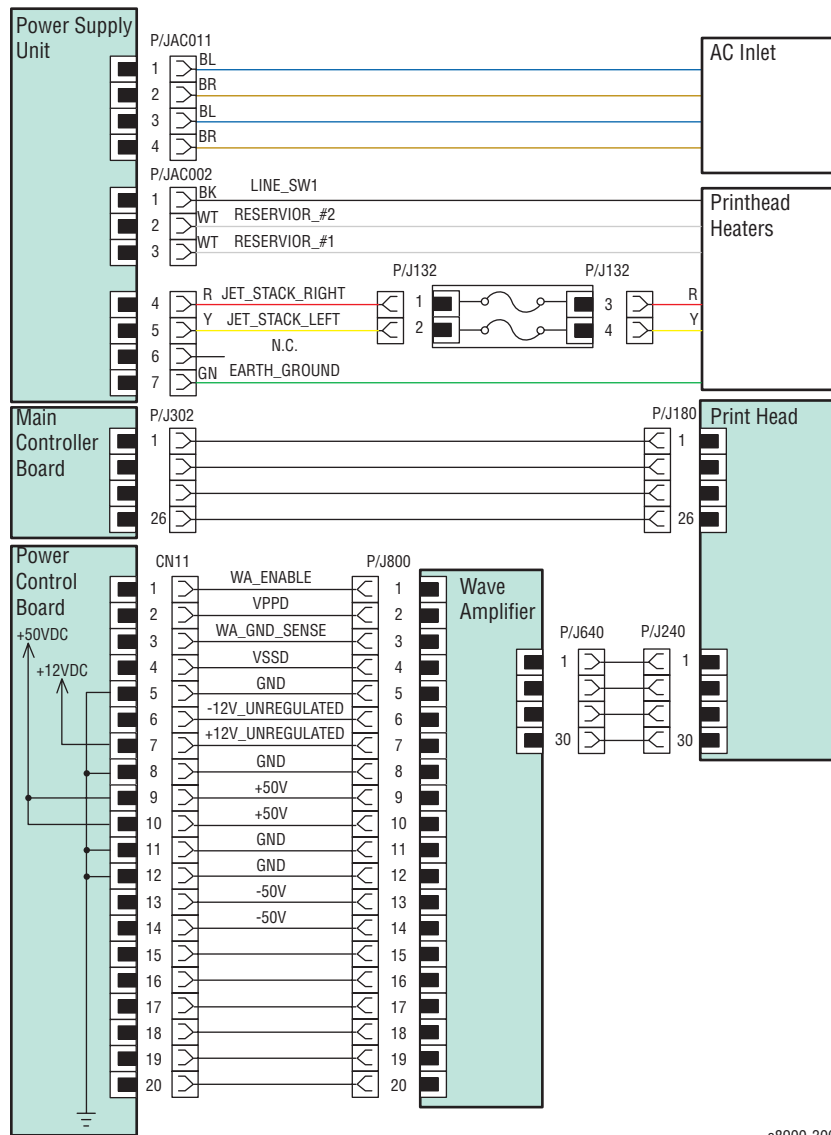 Power Supply
Unit
P/JAC011
1 BL
2 BR
3 BL
4 BR
AC Inlet
P/JAC002
1 BK LINE_SW1
2 WT RESERVIOR_#2
3 WT RESERVIOR_#1
Printhead
Heaters
P/J132 P/J132
4 R JET_STACK_RIGHT 1 3 R
5 Y JET_STACK_LEFT 2 4 Y
6 N.C.
7 GN EARTH_GROUND
Main
Controller
Board
P/J302 P/J180
Print Head
1 1
26 26
Power
Control
Board
+50VDC
+12VDC
CN11 P/J800
Wave
Amplifier
1 WA_ENABLE 1
2 VPPD 2
3 WA_GND_SENSE 3
4 VSSD 4
5 GND 5
6 -12V_UNREGULATED 6
7 +12V_UNREGULATED 7
8 GND 8
9 +50V 9
10 +50V 10
11 GND 11
12 GND 12
13 -50V 13
14 -50V 14
15 15
16 16
17 17
18 18
19 19
20 20
P/J640 P/J240
1 1
30 30